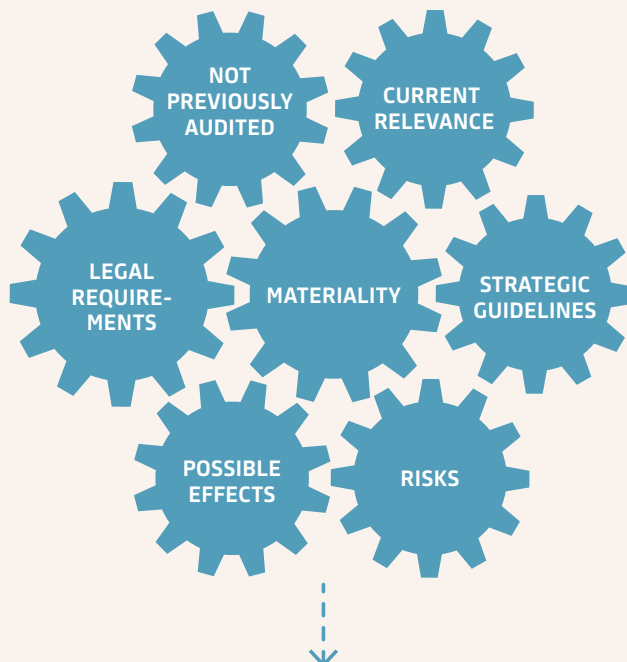 NOT
PREVIOUSLY
AUDITED
CURRENT
RELEVANCE
LEGAL
REQUIRE-
MENTS
MATERIALITY
STRATEGIC
GUIDELINES
POSSIBLE
EFFECTS
RISKS